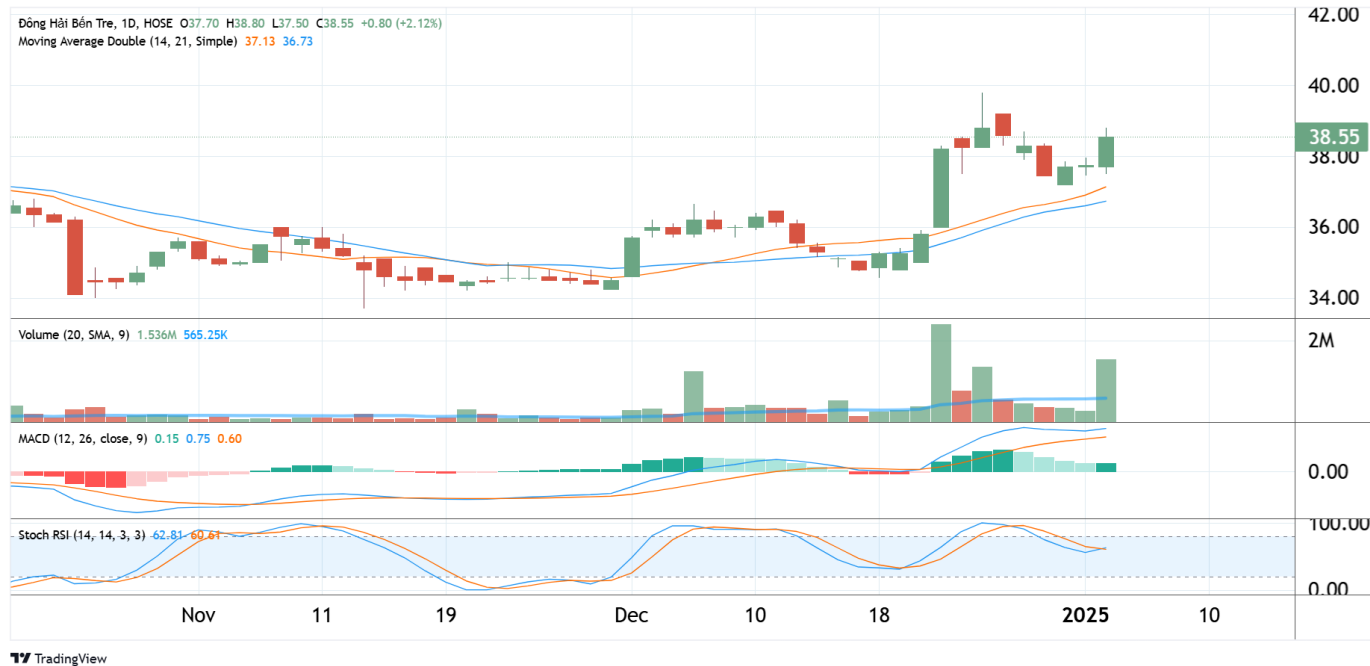 Đông Hải Bến Tre, 1D, HOSE O37.70 H38.80 L37.50 C38.55 +0.80 (+2.12%)
Moving Average Double (14, 21, Simple) 37.13 36.73
42.00
40.00
38.55
38.00
36.00
34.00
Volume (20, SMA, 9) 1.536M 565.25K
2M
MACD (12, 26, close, 9) 0.15 0.75 0.60
0.00
Stoch RSI (14, 14, 3, 3) 62.81 60.61
100.00
0.00
Nov 11 19 Dec 10 18 2025 10
TradingView